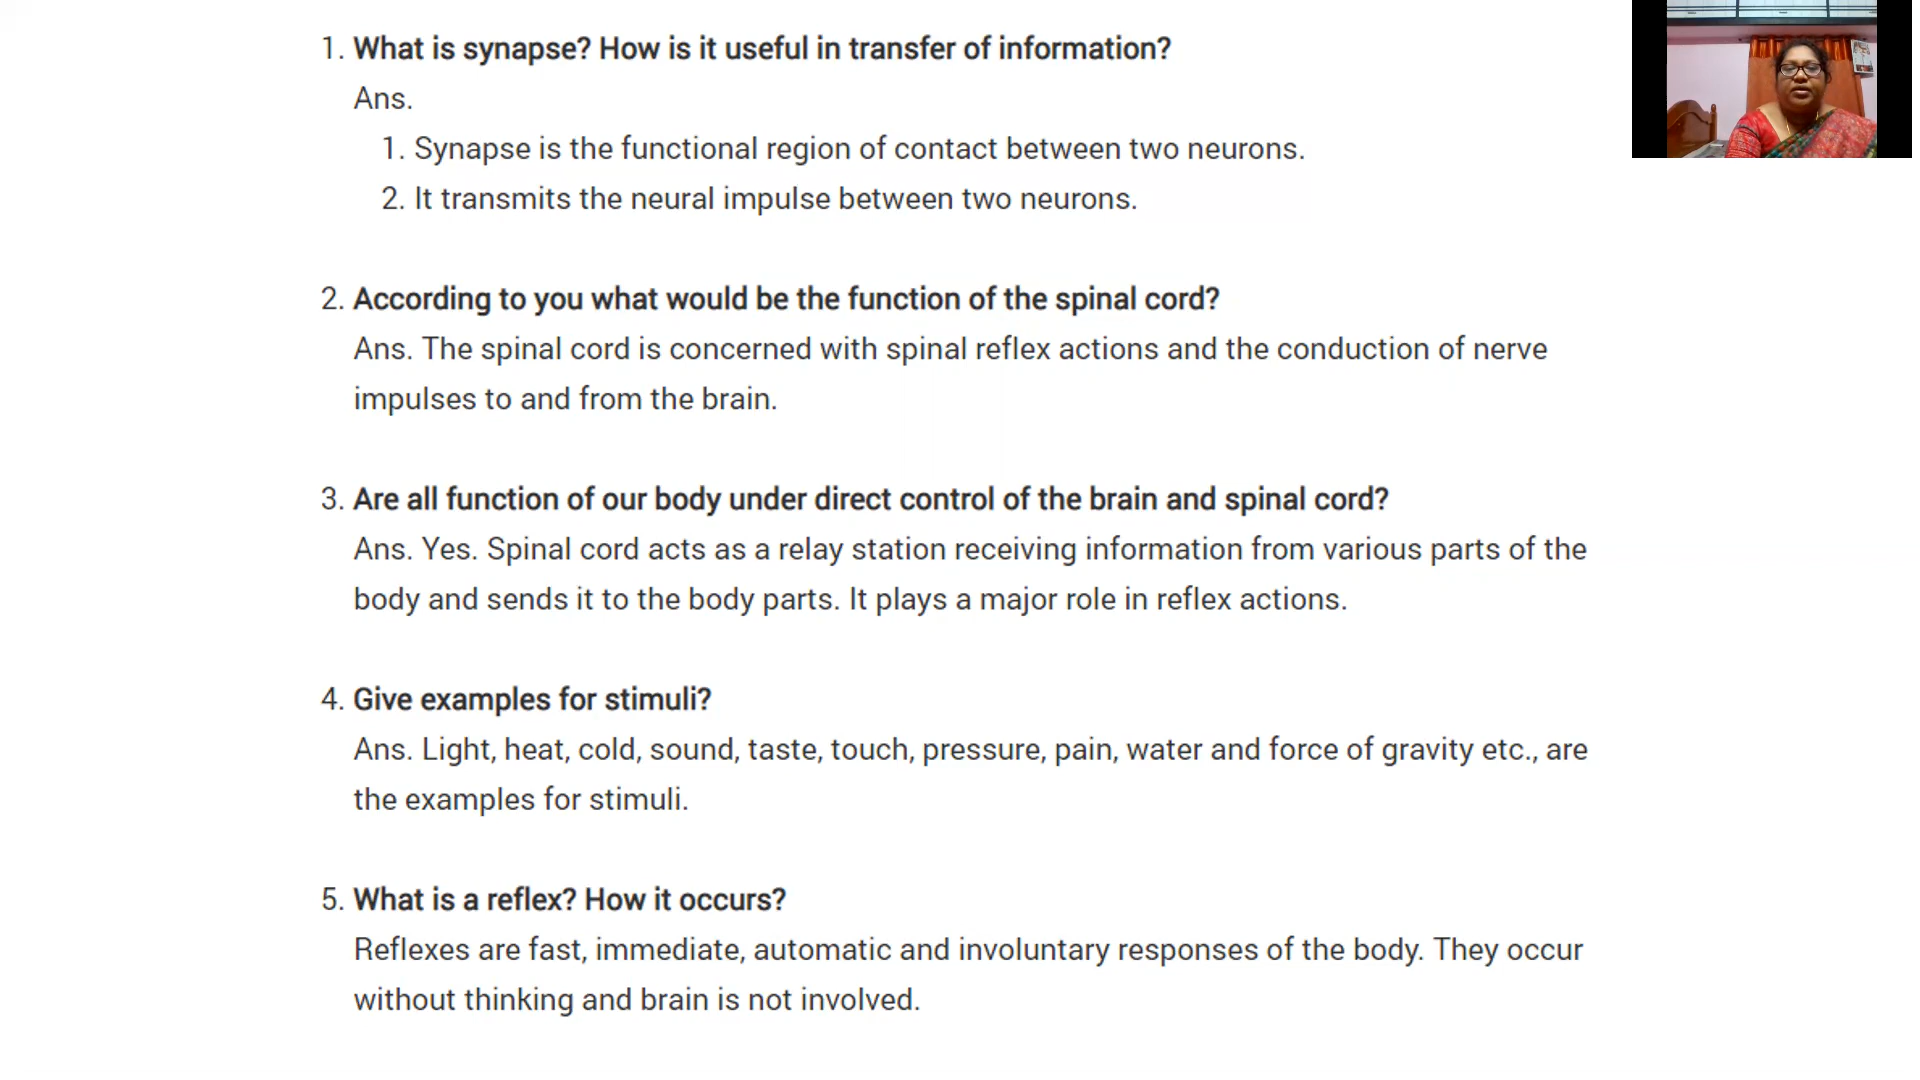 1. What is synapse? How is it useful in transfer of information?
Ans.
1. Synapse is the functional region of contact between two neurons.
2. It transmits the neural impulse between two neurons.
2. According to you what would be the function of the spinal cord?
Ans. The spinal cord is concerned with spinal reflex actions and the conduction of nerve
impulses to and from the brain.
3. Are all function of our body under direct control of the brain and spinal cord?
Ans. Yes. Spinal cord acts as a relay station receiving information from various parts of the
body and sends it to the body parts. It plays a major role in reflex actions.
4. Give examples for stimuli?
Ans. Light, heat, cold, sound, taste, touch, pressure, pain, water and force of gravity etc., are
the examples for stimuli.
5. What is a reflex? How it occurs?
Reflexes are fast, immediate, automatic and involuntary responses of the body. They occur
without thinking and brain is not involved.